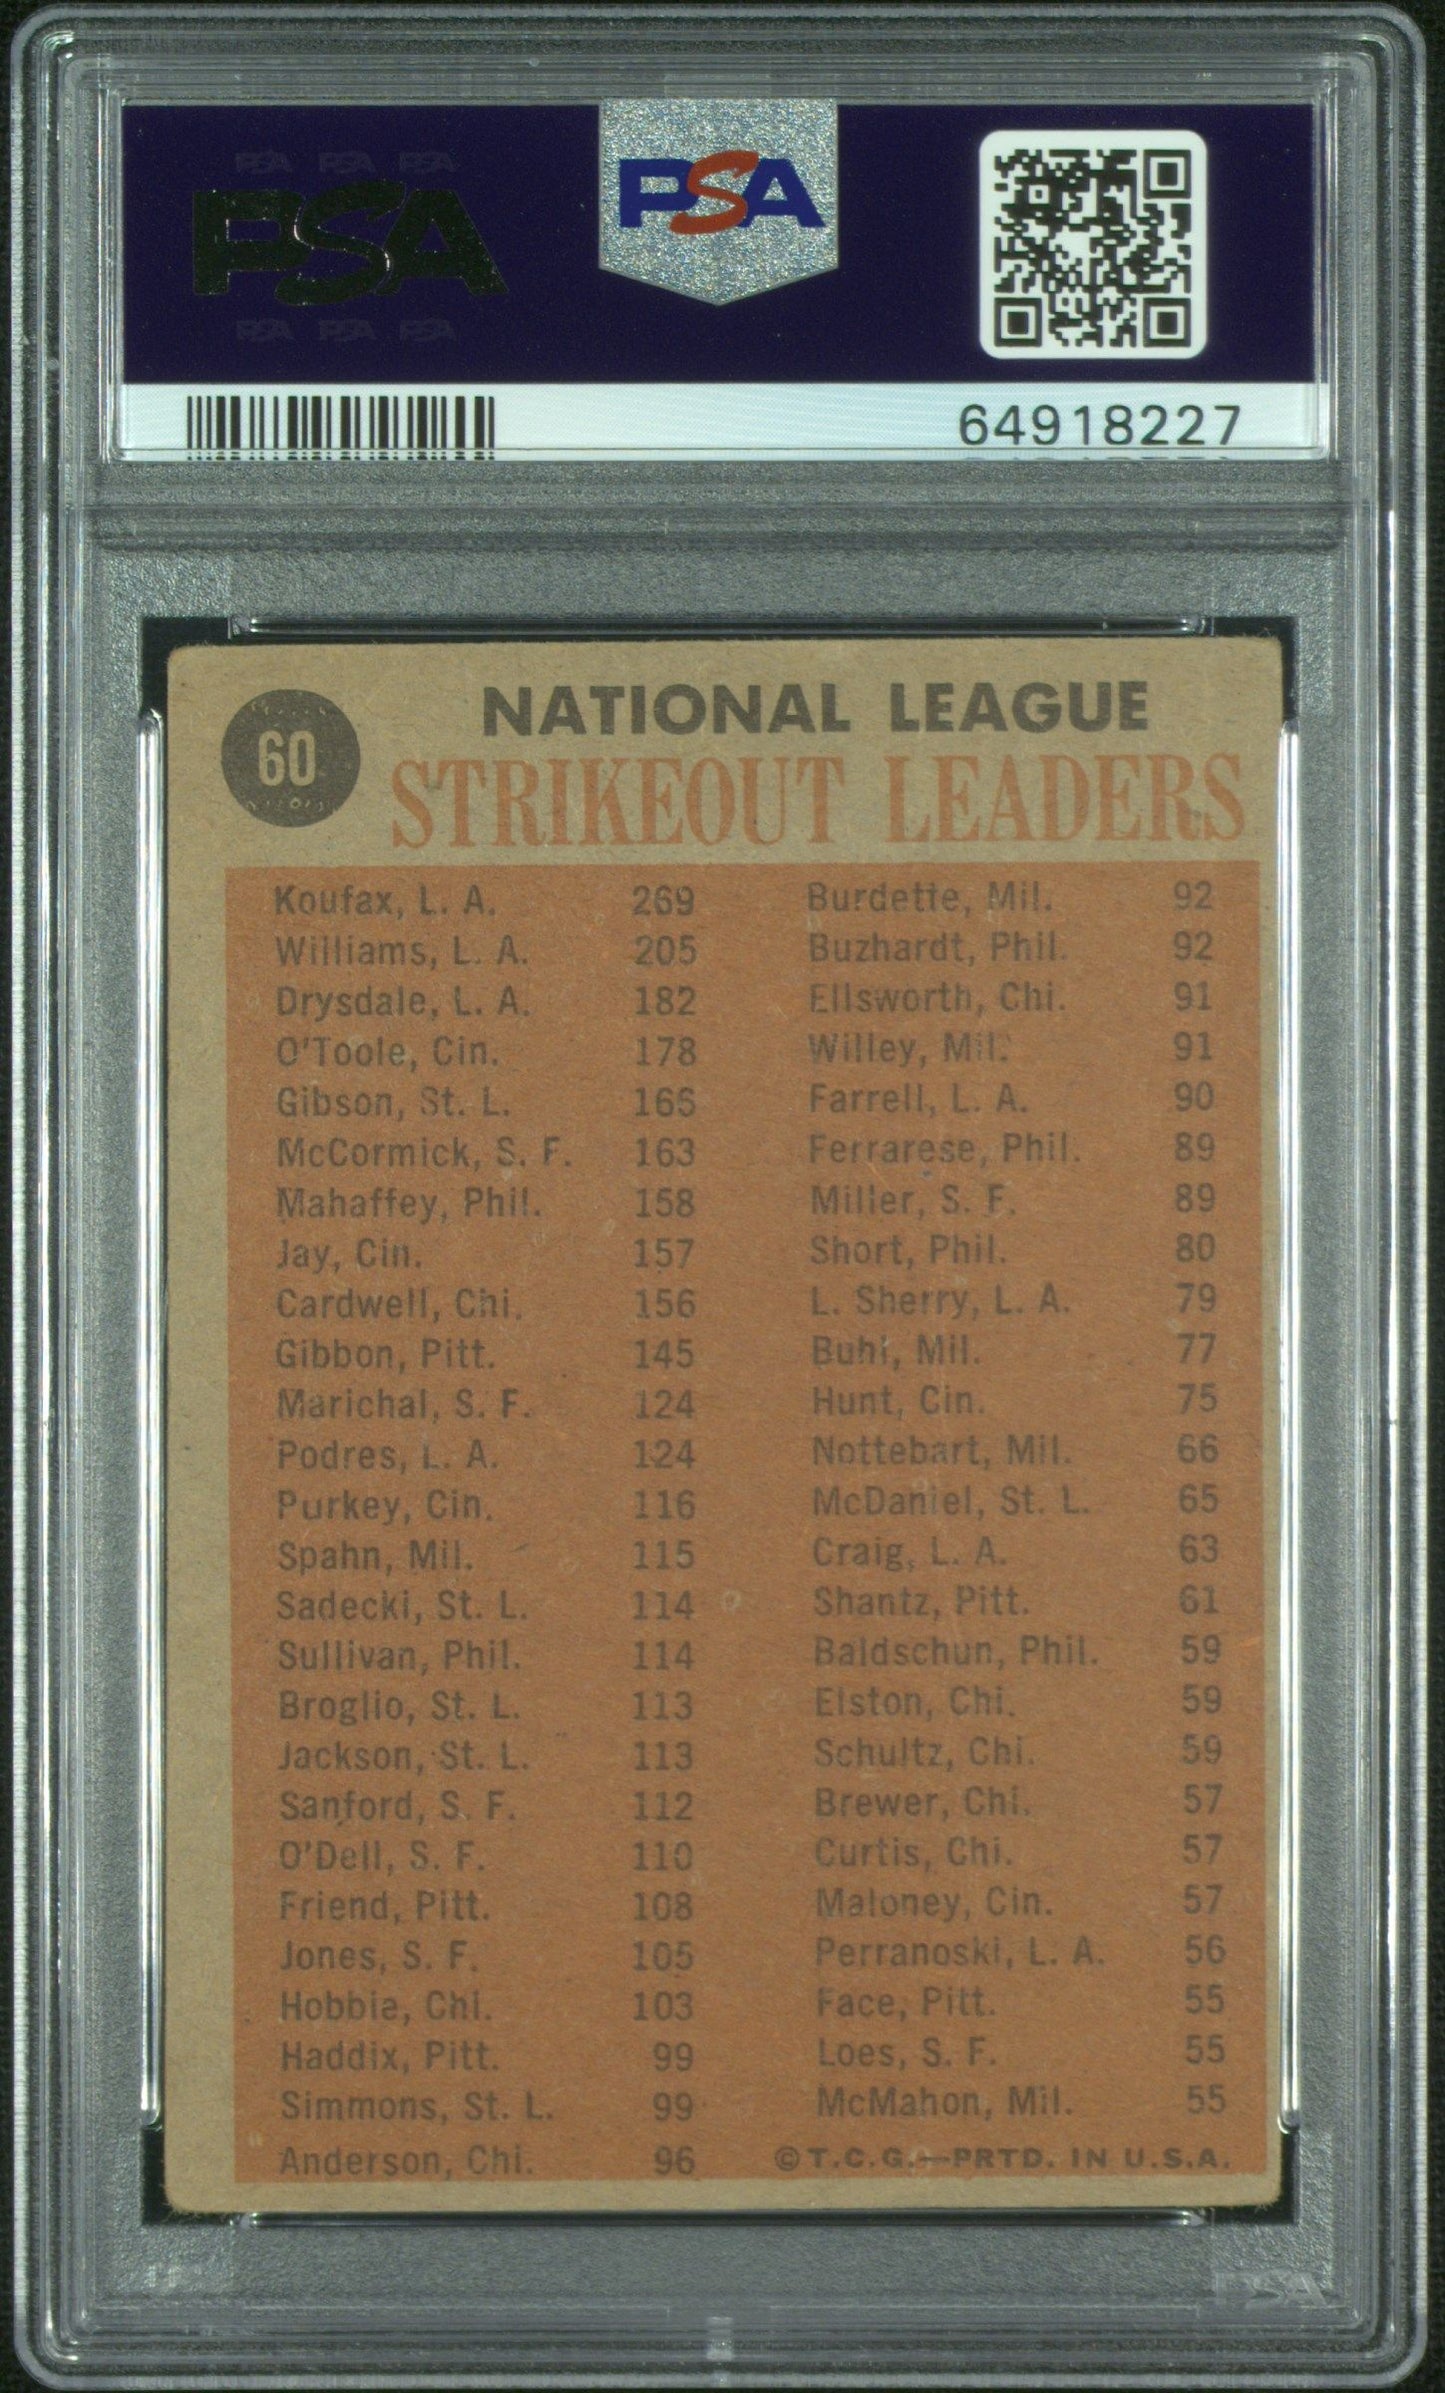 PSA PSA PSA
PSA
PSA PSA PSA
PSA
64918227
60
NATIONAL LEAGUE
STRIKEOUT LEADERS
Koufax, L. A. 269
Williams, L. A. 205
Drysdale, L. A. 182
O'Toole, Cin. 178
Gibson, St. L. 166
McCormick, S. F. 163
Mahaffey, Phil. 158
Jay, Cin. 157
Cardwell, Chi. 156
Gibbon, Pitt. 145
Marichal, S. F. 124
Podres, L. A. 124
Purkey, Cin. 116
Spahn, Mil. 115
Sadecki, St. L. 114
Sullivan, Phil. 114
Broglio, St. L. 113
Jackson, St. L. 113
Sanford, S. F. 112
O'Dell, S. F. 110
Friend, Pitt. 108
Jones, S. F. 105
Hobbie, Chi. 103
Haddix, Pitt. 99
Simmons, St. L. 99
Anderson, Chi. 96
Burdette, Mil. 92
Buzhardt, Phil. 92
Ellsworth, Chi. 91
Willey, Mil. 91
Farrell, L. A. 90
Ferrarese, Phil. 89
Miller, S. F. 89
Short, Phil. 80
L. Sherry, L. A. 79
Buhl, Mil. 77
Hunt, Cin. 75
Nottebart, Mil. 66
McDaniel, St. L. 65
Craig, L. A. 63
Shantz, Pitt. 61
Baldschun, Phil. 59
Elston, Chi. 59
Schultz, Chi. 59
Brewer, Chi. 57
Curtis, Chi. 57
Maloney, Cin. 57
Perranoski, L. A. 56
Face, Pitt. 55
Loes, S. F. 55
McMahon, Mil. 55
©T.C.G.—PRTD. IN U.S.A.
PSA